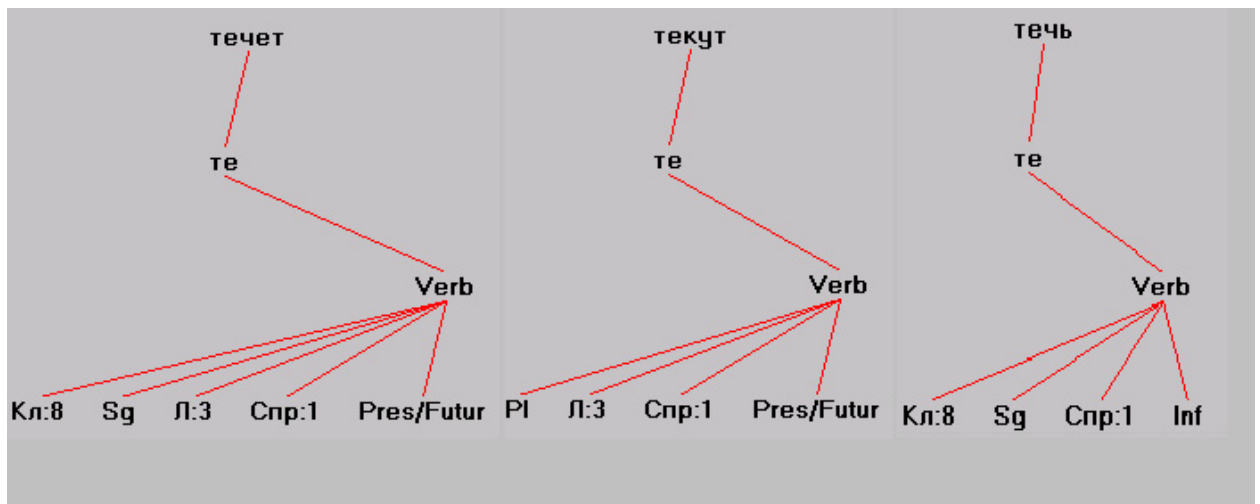 течет
те
Verb
Кл:8 Sg Л:3 Спр:1 Pres/Futur
текут
те
Verb
Pl Л:3 Спр:1 Pres/Futur
течь
те
Verb
Кл:8 Sg Спр:1 Inf